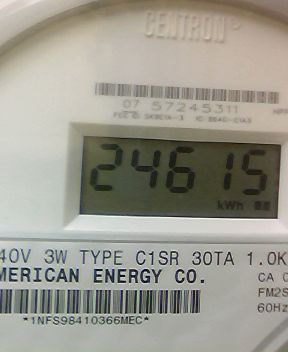 CENTRON
07 57245311
24615
kWh
40V 3W TYPE C1SR 30TA 1.0K
MERICAN ENERGY CO.
CA
FM2S
60Hz
*1NFS98410366MEC*